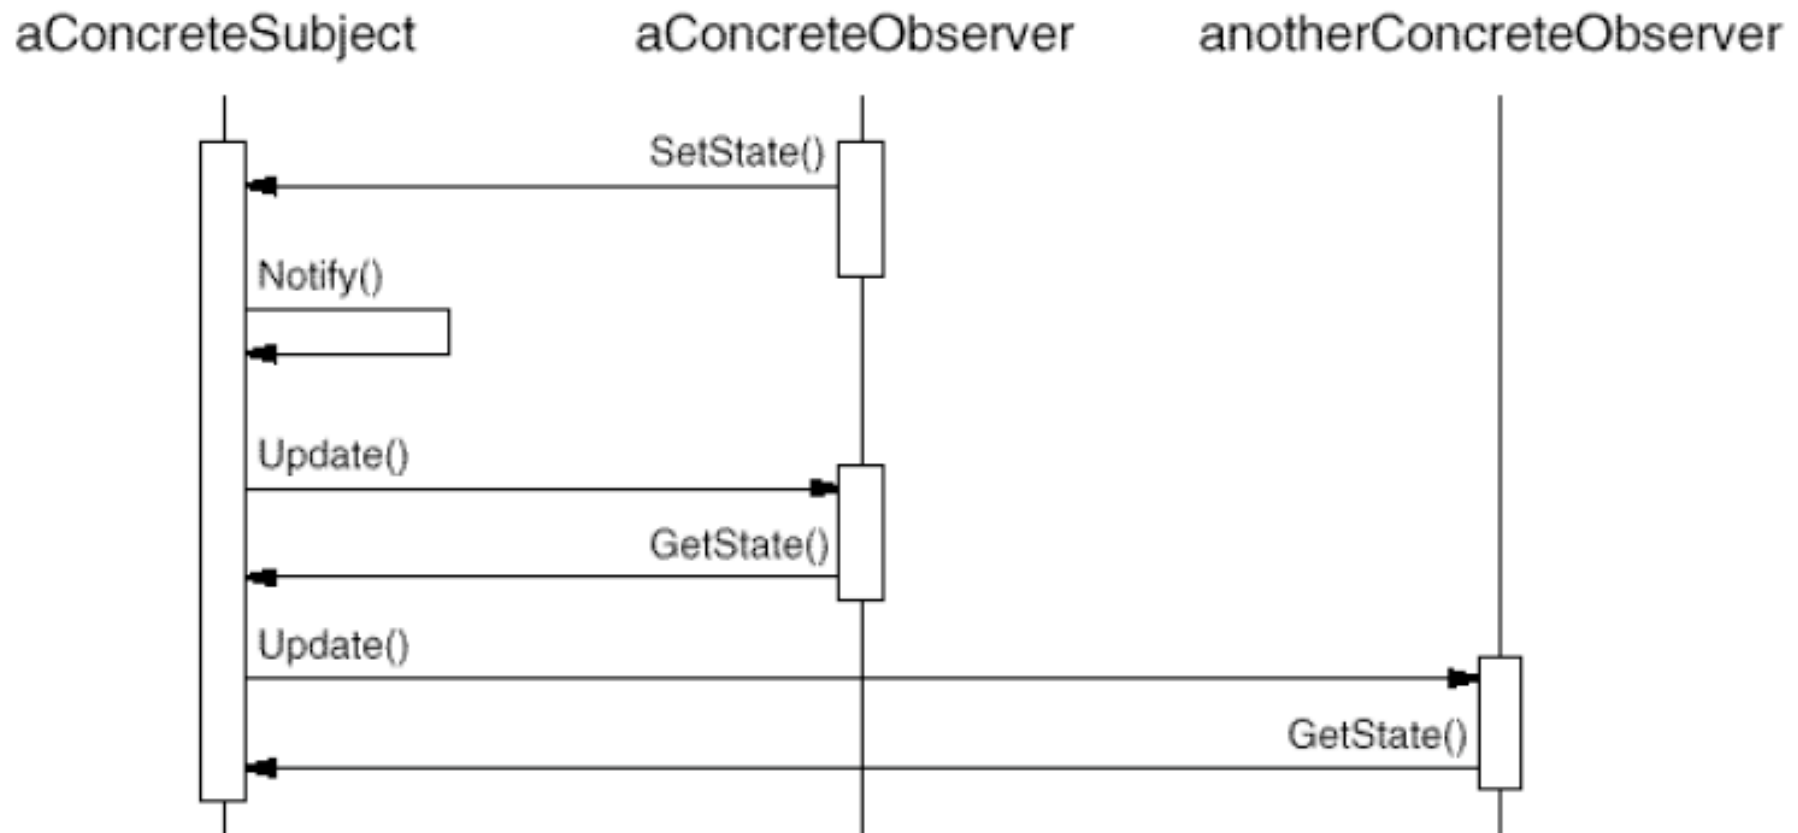 aConcreteSubject aConcreteObserver anotherConcreteObserver
SetState()
Notify()
Update()
GetState()
Update()
GetState()